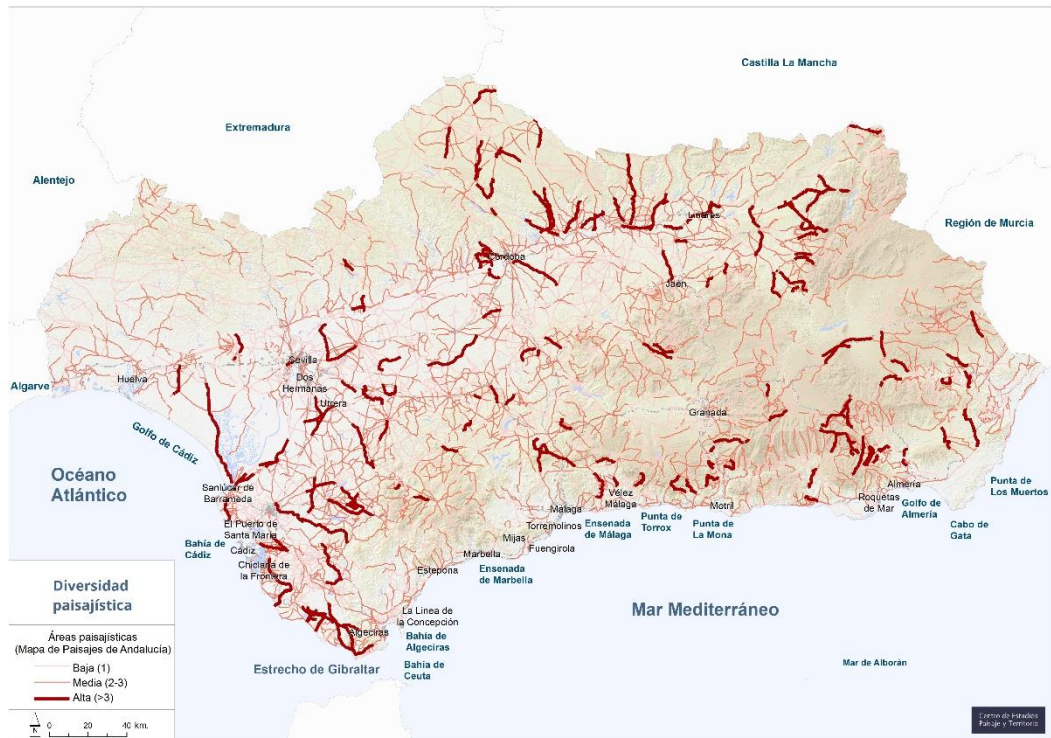 Castilla La Mancha
Extremadura
Alentejo
Región de Murcia
Linares
Córdoba
Jaén
Sevilla
Dos
Hermanas
Utrera
Algarve
Huelva
Golfo de Cádiz
Granada
Océano
Atlántico
Sanlúcar de
Barrameda
El Puerto de
Santa María
Bahía de
Cádiz
Cádiz
Chiclana de
la Frontera
Málaga
Torremolinos
Mijas
Fuengirola
Marbella
Estepona
Ensenada
de Marbella
Vélez
Málaga
Ensenada
de Málaga
Punta de
Torrox
Motril
Punta de
La Mona
Almería
Roquetas
de Mar
Golfo de
Almería
Punta de
Los Muertos
Cabo de
Gata
La Linea de
la Concepción
Algeciras
Bahía de
Algeciras
Bahía de
Ceuta
Estrecho de Gibraltar
Mar Mediterráneo
Mar de Alborán
Diversidad
paisajística
Áreas paisajísticas
(Mapa de Paisajes de Andalucía)
Baja (1)
Media (2-3)
Alta (>3)
N
0 20 40 km.
Centro de Estudios
Paisaje y Territorio